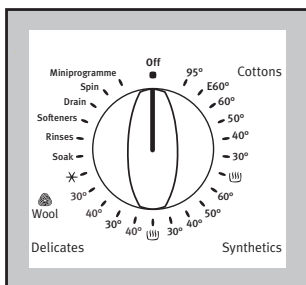 Off
Miniprogramme
Spin
Drain
Softeners
Rinses
Soak
30°
Wool
40°
30°
40°
Delicates
95°
Cottons
E60°
60°
50°
40°
30°
60°
50°
40°
30°
Synthetics